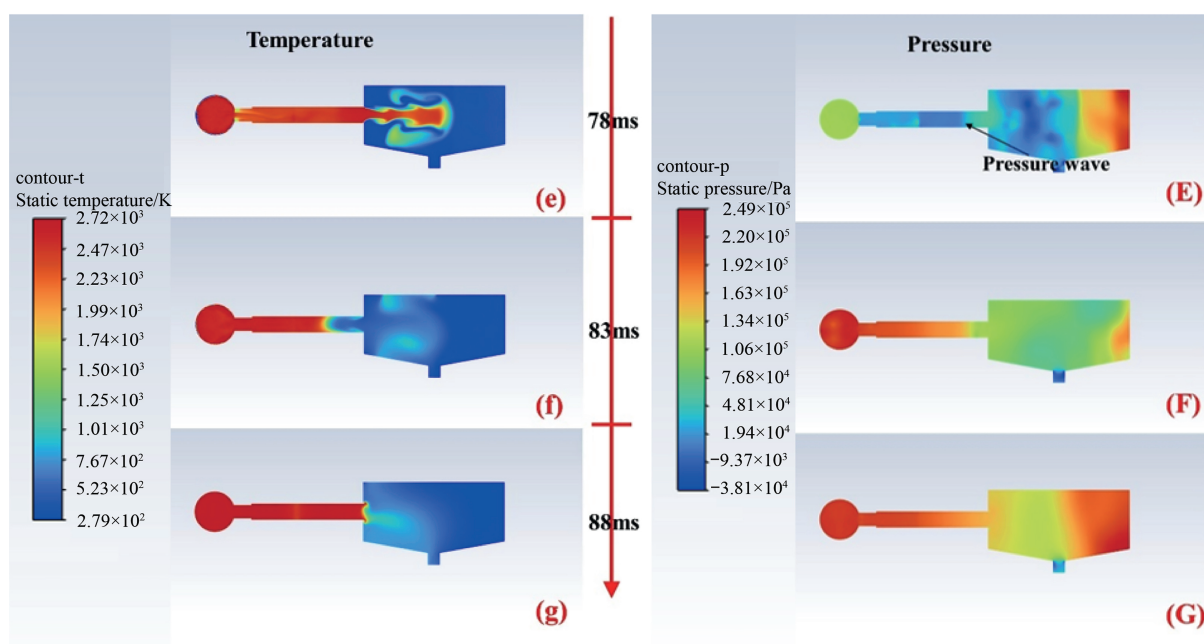 Temperature
contour-t
Static temperature/K
2.72×10³
2.47×10³
2.23×10³
1.99×10³
1.74×10³
1.50×10³
1.25×10³
1.01×10³
7.67×10²
5.23×10²
2.79×10²
(e)
(f)
(g)
78ms
83ms
88ms
Pressure
Pressure wave
contour-p
Static pressure/Pa
2.49×10⁵
2.20×10⁵
1.92×10⁵
1.63×10⁵
1.34×10⁵
1.06×10⁵
7.68×10⁴
4.81×10⁴
1.94×10⁴
−9.37×10³
−3.81×10⁴
(E)
(F)
(G)